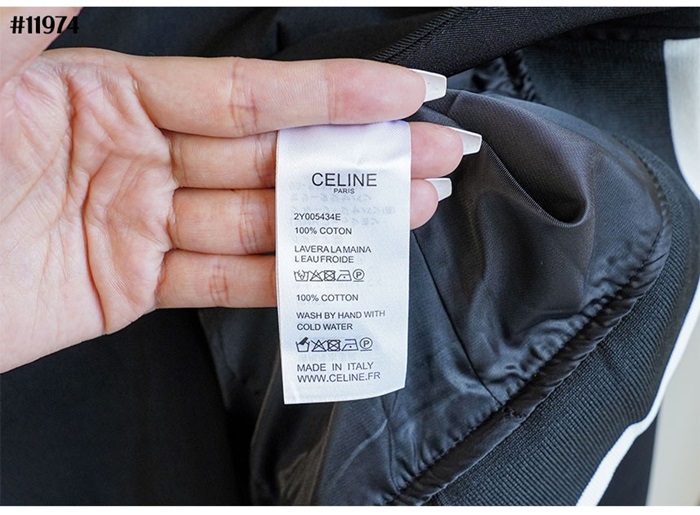 #11974
CELINE
PARIS
2Y005434E
100% COTON
LAVERA LA MAINA
L EAU FROIDE
100% COTTON
WASH BY HAND WITH
COLD WATER
MADE IN ITALY
WWW.CELINE.FR